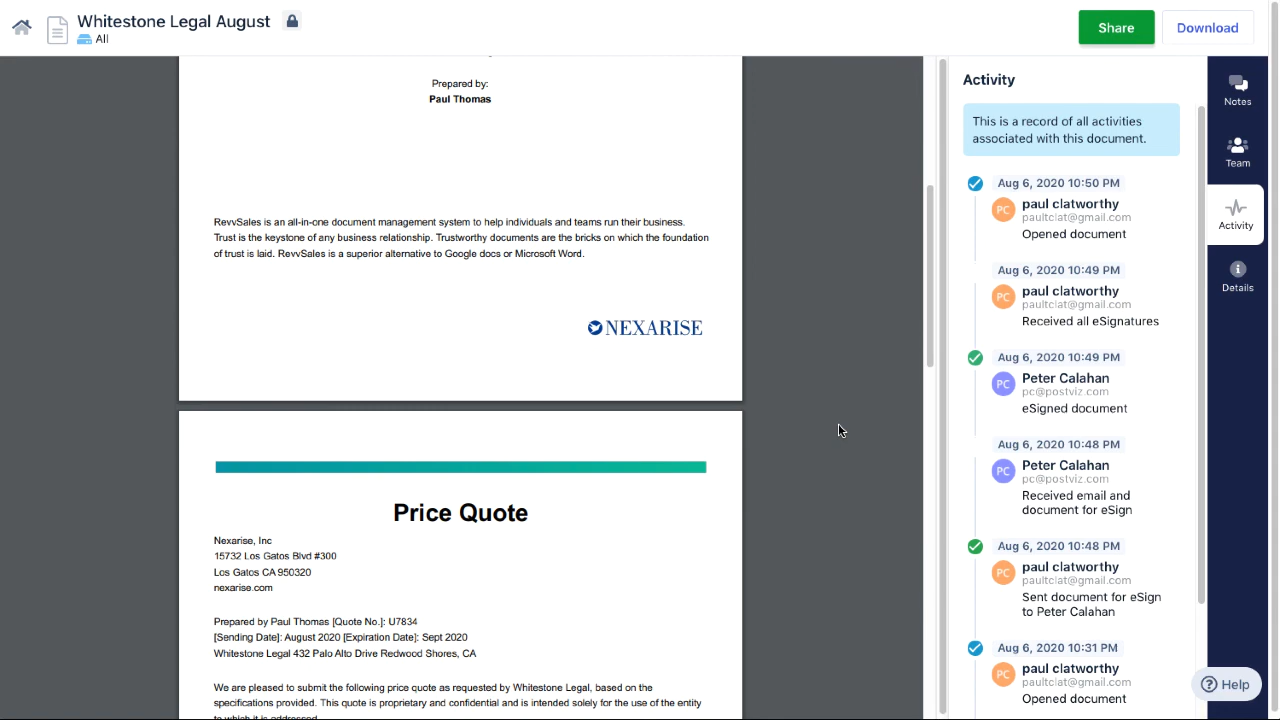 Whitestone Legal August
All
Share
Download
Prepared by:
Paul Thomas
RevvSales is an all-in-one document management system to help individuals and teams run their business.
Trust is the keystone of any business relationship. Trustworthy documents are the bricks on which the foundation
of trust is laid. RevvSales is a superior alternative to Google docs or Microsoft Word.
NEXARISE
Price Quote
Nexarise, Inc
15732 Los Gatos Blvd #300
Los Gatos CA 950320
nexarise.com
Prepared by Paul Thomas [Quote No.]: U7834
[Sending Date]: August 2020 [Expiration Date]: Sept 2020
Whitestone Legal 432 Palo Alto Drive Redwood Shores, CA
We are pleased to submit the following price quote as requested by Whitestone Legal, based on the
specifications provided. This quote is proprietary and confidential and is intended solely for the use of the entity
to which it is addressed.
Activity
This is a record of all activities
associated with this document.
Aug 6, 2020 10:50 PM
PC
paul clatworthy
paultclat@gmail.com
Opened document
Aug 6, 2020 10:49 PM
PC
paul clatworthy
paultclat@gmail.com
Received all eSignatures
Aug 6, 2020 10:49 PM
PC
Peter Calahan
pc@postviz.com
eSigned document
Aug 6, 2020 10:48 PM
PC
Peter Calahan
pc@postviz.com
Received email and
document for eSign
Aug 6, 2020 10:48 PM
PC
paul clatworthy
paultclat@gmail.com
Sent document for eSign
to Peter Calahan
Aug 6, 2020 10:31 PM
PC
paul clatworthy
paultclat@gmail.com
Opened document
Notes
Team
Activity
Details
Help